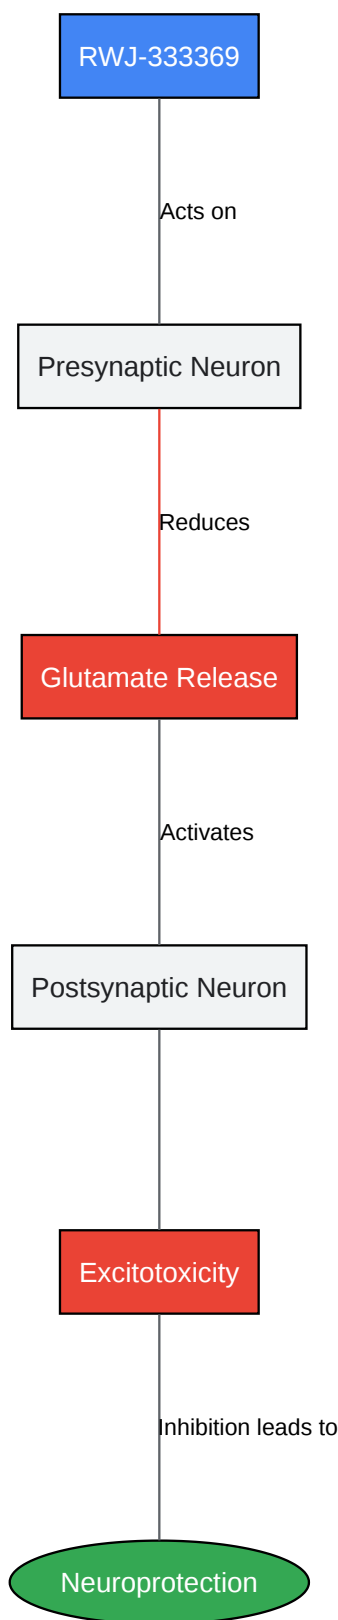 RWJ-333369
Acts on
Presynaptic Neuron
Reduces
Glutamate Release
Activates
Postsynaptic Neuron
Excitotoxicity
Inhibition leads to
Neuroprotection